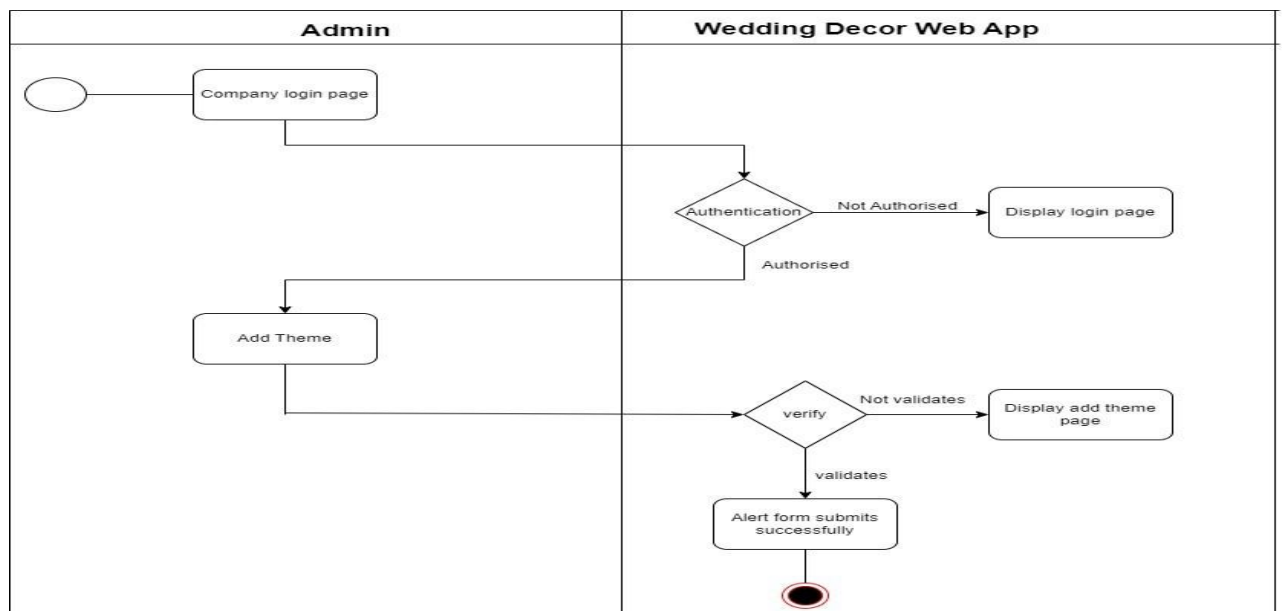 Admin
Wedding Decor Web App
Company login page
Authentication
Not Authorised
Display login page
Authorised
Add Theme
verify
Not validates
Display add theme
page
validates
Alert form submits
successfully